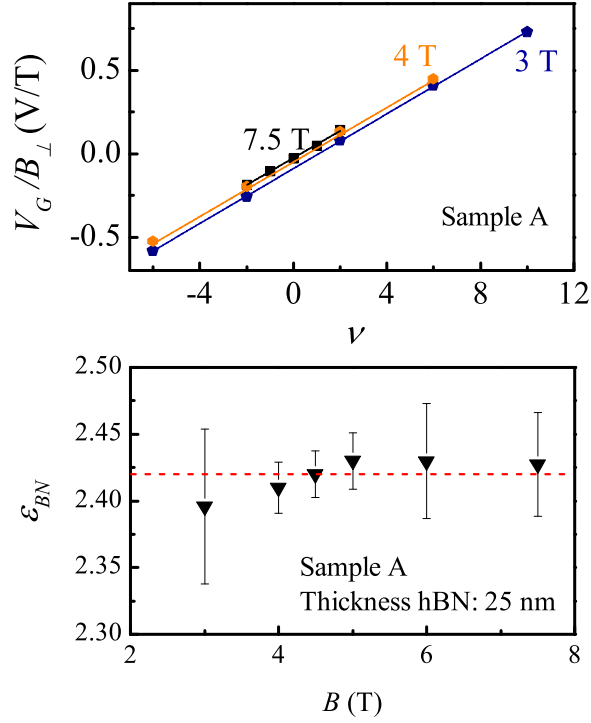 V_G/B_⊥ (V/T)
0.5
0.0
-0.5
4 T
3 T
7.5 T
Sample A
-4 0 4 8 12
ν
ε_BN
2.50
2.45
2.40
2.35
2.30
Sample A
Thickness hBN: 25 nm
2 4 6 8
B (T)